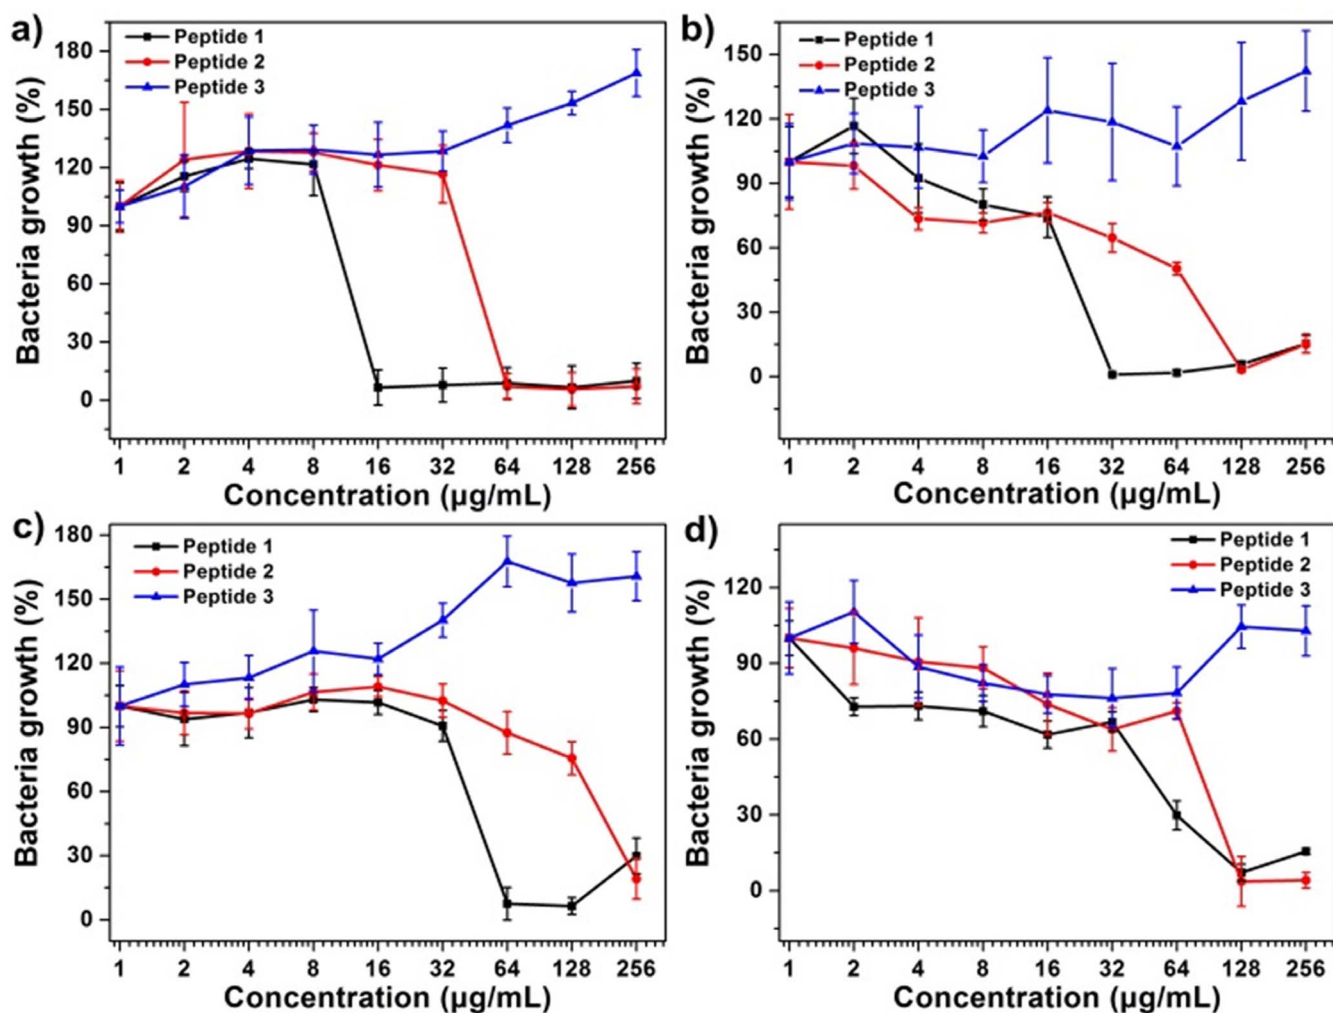 a)
Peptide 1
Peptide 2
Peptide 3
Bacteria growth (%)
180
150
120
90
60
30
0
1 2 4 8 16 32 64 128 256
Concentration (µg/mL)
b)
Peptide 1
Peptide 2
Peptide 3
Bacteria growth (%)
150
120
90
60
30
0
1 2 4 8 16 32 64 128 256
Concentration (µg/mL)
c)
Peptide 1
Peptide 2
Peptide 3
Bacteria growth (%)
180
150
120
90
60
30
0
1 2 4 8 16 32 64 128 256
Concentration (µg/mL)
d)
Peptide 1
Peptide 2
Peptide 3
Bacteria growth (%)
120
90
60
30
0
1 2 4 8 16 32 64 128 256
Concentration (µg/mL)